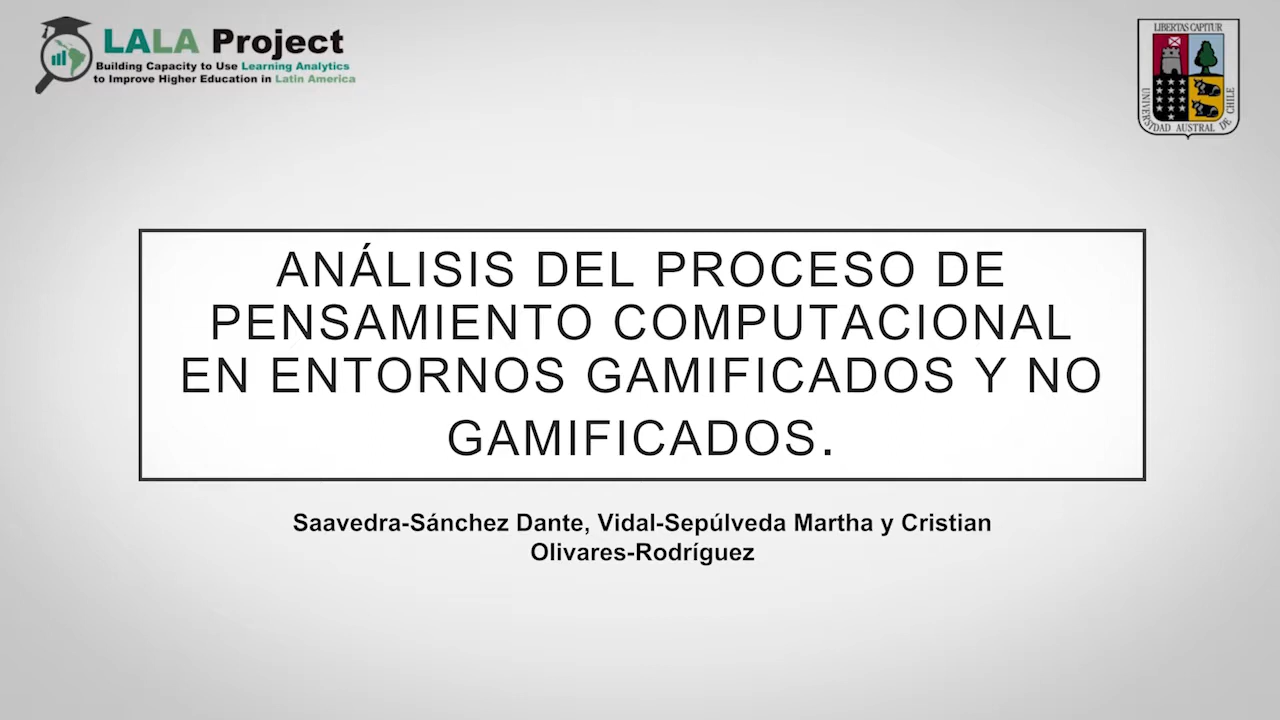 LALA Project
Building Capacity to Use Learning Analytics
to Improve Higher Education in Latin America
LIBERTAS CAPITUR
UNIVERSIDAD AUSTRAL DE CHILE
ANÁLISIS DEL PROCESO DE
PENSAMIENTO COMPUTACIONAL
EN ENTORNOS GAMIFICADOS Y NO
GAMIFICADOS.
Saavedra-Sánchez Dante, Vidal-Sepúlveda Martha y Cristian
Olivares-Rodríguez